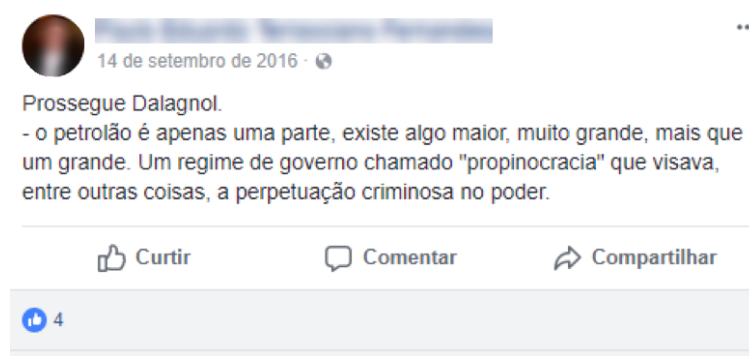 14 de setembro de 2016 ·
Prossegue Dalagnol.
- o petrolão é apenas uma parte, existe algo maior, muito grande, mais que
um grande. Um regime de governo chamado "propinocracia" que visava,
entre outras coisas, a perpetuação criminosa no poder.
Curtir Comentar Compartilhar
4